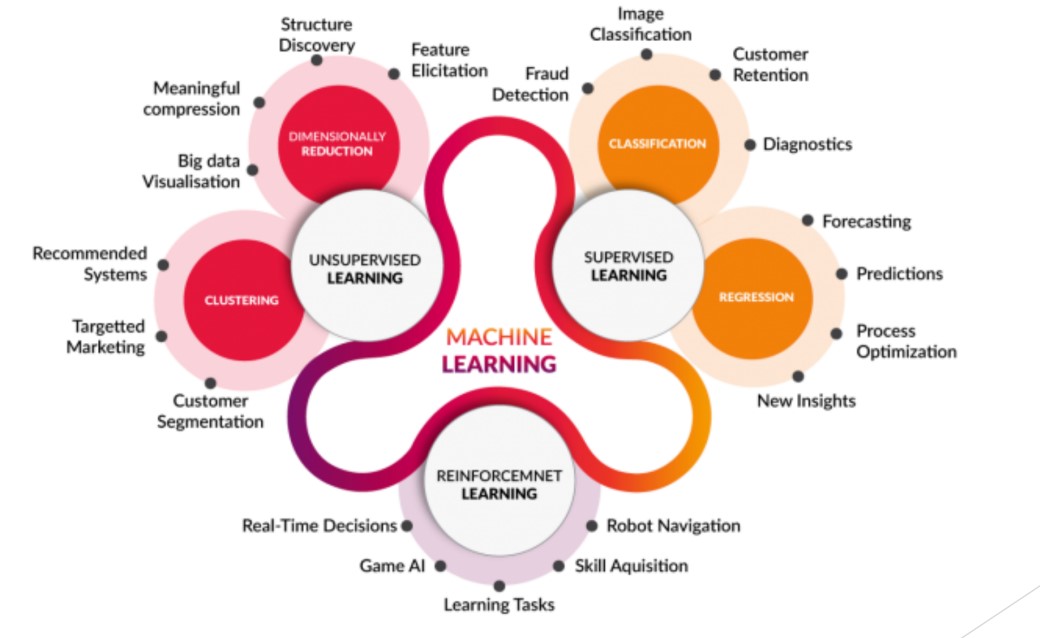 Structure
Discovery
Feature
Elicitation
Meaningful
compression
Big data
Visualisation
DIMENSIONALLY
REDUCTION
Recommended
Systems
Targetted
Marketing
Customer
Segmentation
CLUSTERING
UNSUPERVISED
LEARNING
Image
Classification
Fraud
Detection
Customer
Retention
Diagnostics
CLASSIFICATION
SUPERVISED
LEARNING
Forecasting
Predictions
Process
Optimization
New Insights
REGRESSION
MACHINE
LEARNING
REINFORCEMNET
LEARNING
Real-Time Decisions
Robot Navigation
Game AI
Skill Aquisition
Learning Tasks